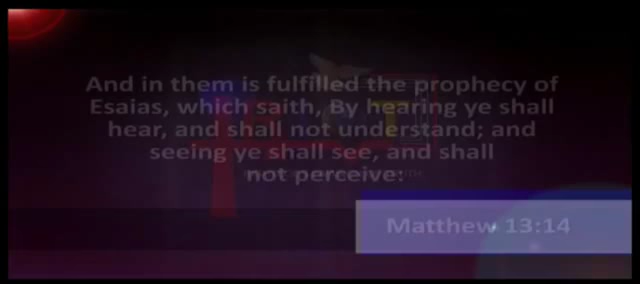 And in them is fulfilled the prophecy of
Esaias, which saith, By hearing ye shall
hear, and shall not understand; and
seeing ye shall see, and shall
not perceive:
Matthew 13:14